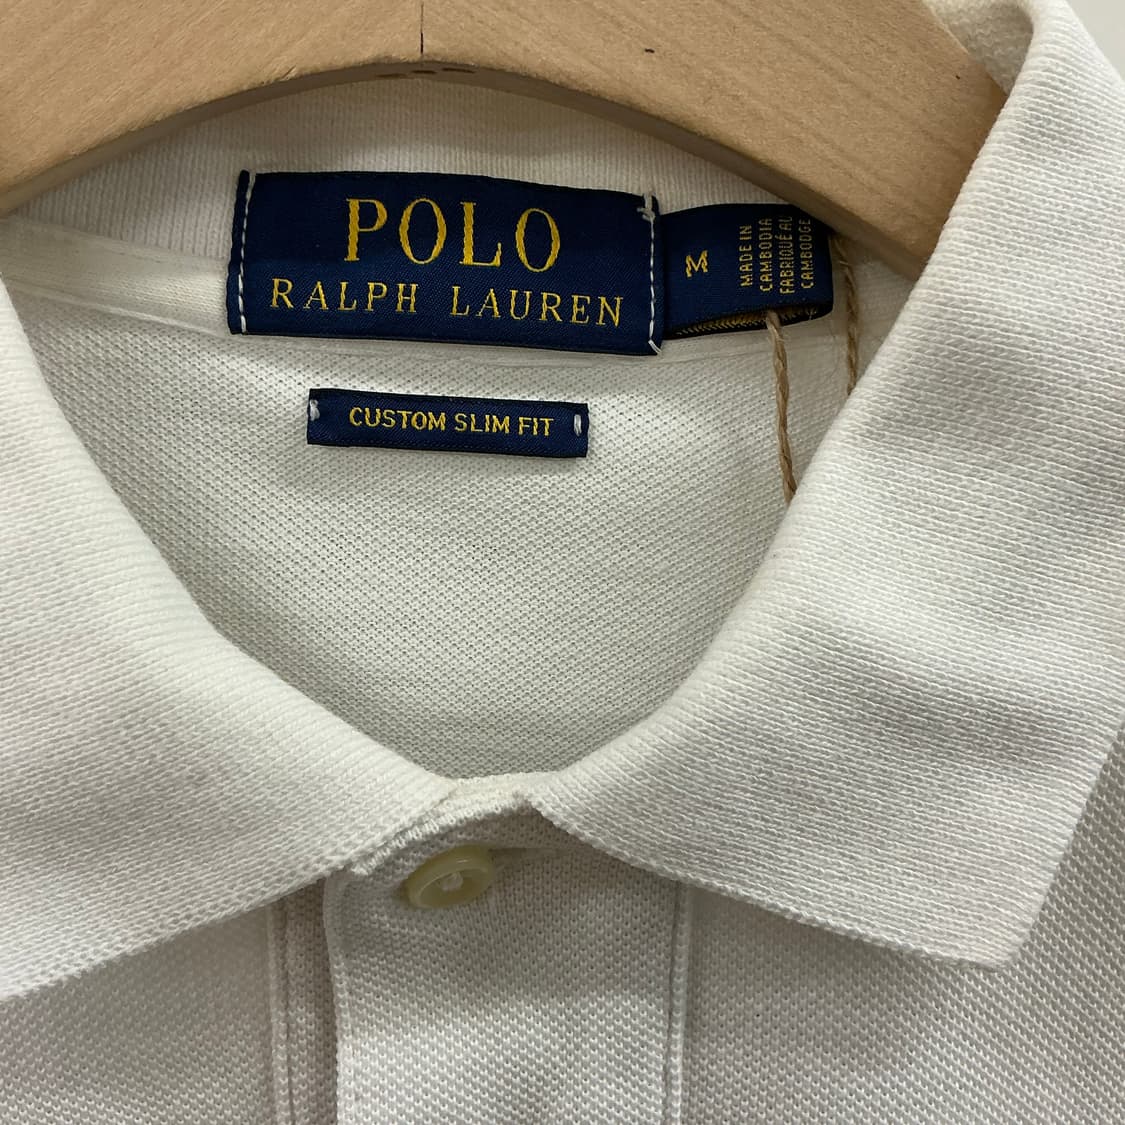 POLO
RALPH LAUREN
M
MADE IN
CAMBODIA
FABRIQUÉ AU
CAMBODGE
CUSTOM SLIM FIT